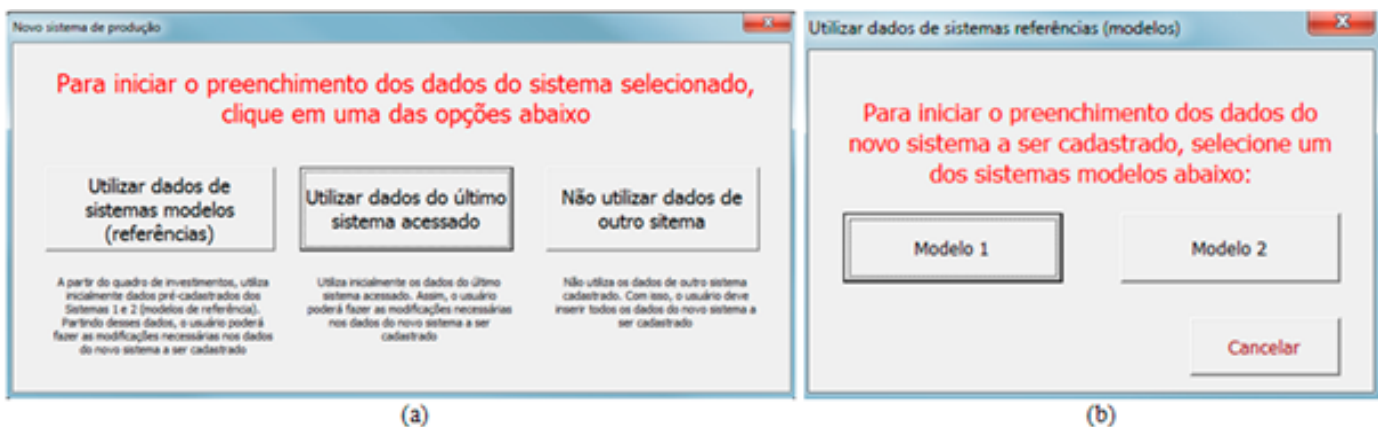 Novo sistema de produção
Para iniciar o preenchimento dos dados do sistema selecionado,
clique em uma das opções abaixo
Utilizar dados de
sistemas modelos
(referências)
Utilizar dados do último
sistema acessado
Não utilizar dados de
outro sitema
A partir do quadro de investimentos, utiliza
inicialmente dados pré-cadastrados dos
Sistemas 1 e 2 (modelos de referência).
Partindo desses dados, o usuário poderá
fazer as modificações necessárias nos dados
do novo sistema a ser cadastrado
Utiliza inicialmente os dados do último
sistema acessado. Assim, o usuário
poderá fazer as modificações necessárias
nos dados do novo sistema a ser
cadastrado
Não utiliza os dados de outro sistema
cadastrado. Com isso, o usuário deve
inserir todos os dados do novo sistema a
ser cadastrado
(a)
Utilizar dados de sistemas referências (modelos)
Para iniciar o preenchimento dos dados do
novo sistema a ser cadastrado, selecione um
dos sistemas modelos abaixo:
Modelo 1
Modelo 2
Cancelar
(b)